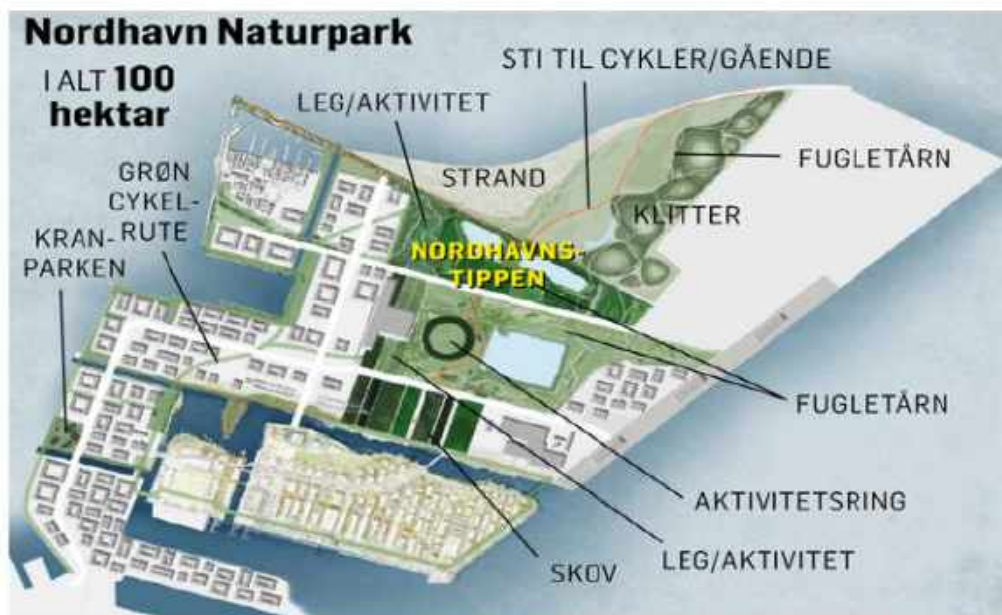 Nordhavn Naturpark
I ALT 100
hektar
LEG/AKTIVITET
STI TIL CYKLER/GÅENDE
GRØN
CYKEL-
RUTE
KRAN-
PARKEN
STRAND
FUGLETÅRN
KLITTER
NORDHAVNS-
TIPPEN
FUGLETÅRN
AKTIVITETSRING
LEG/AKTIVITET
SKOV